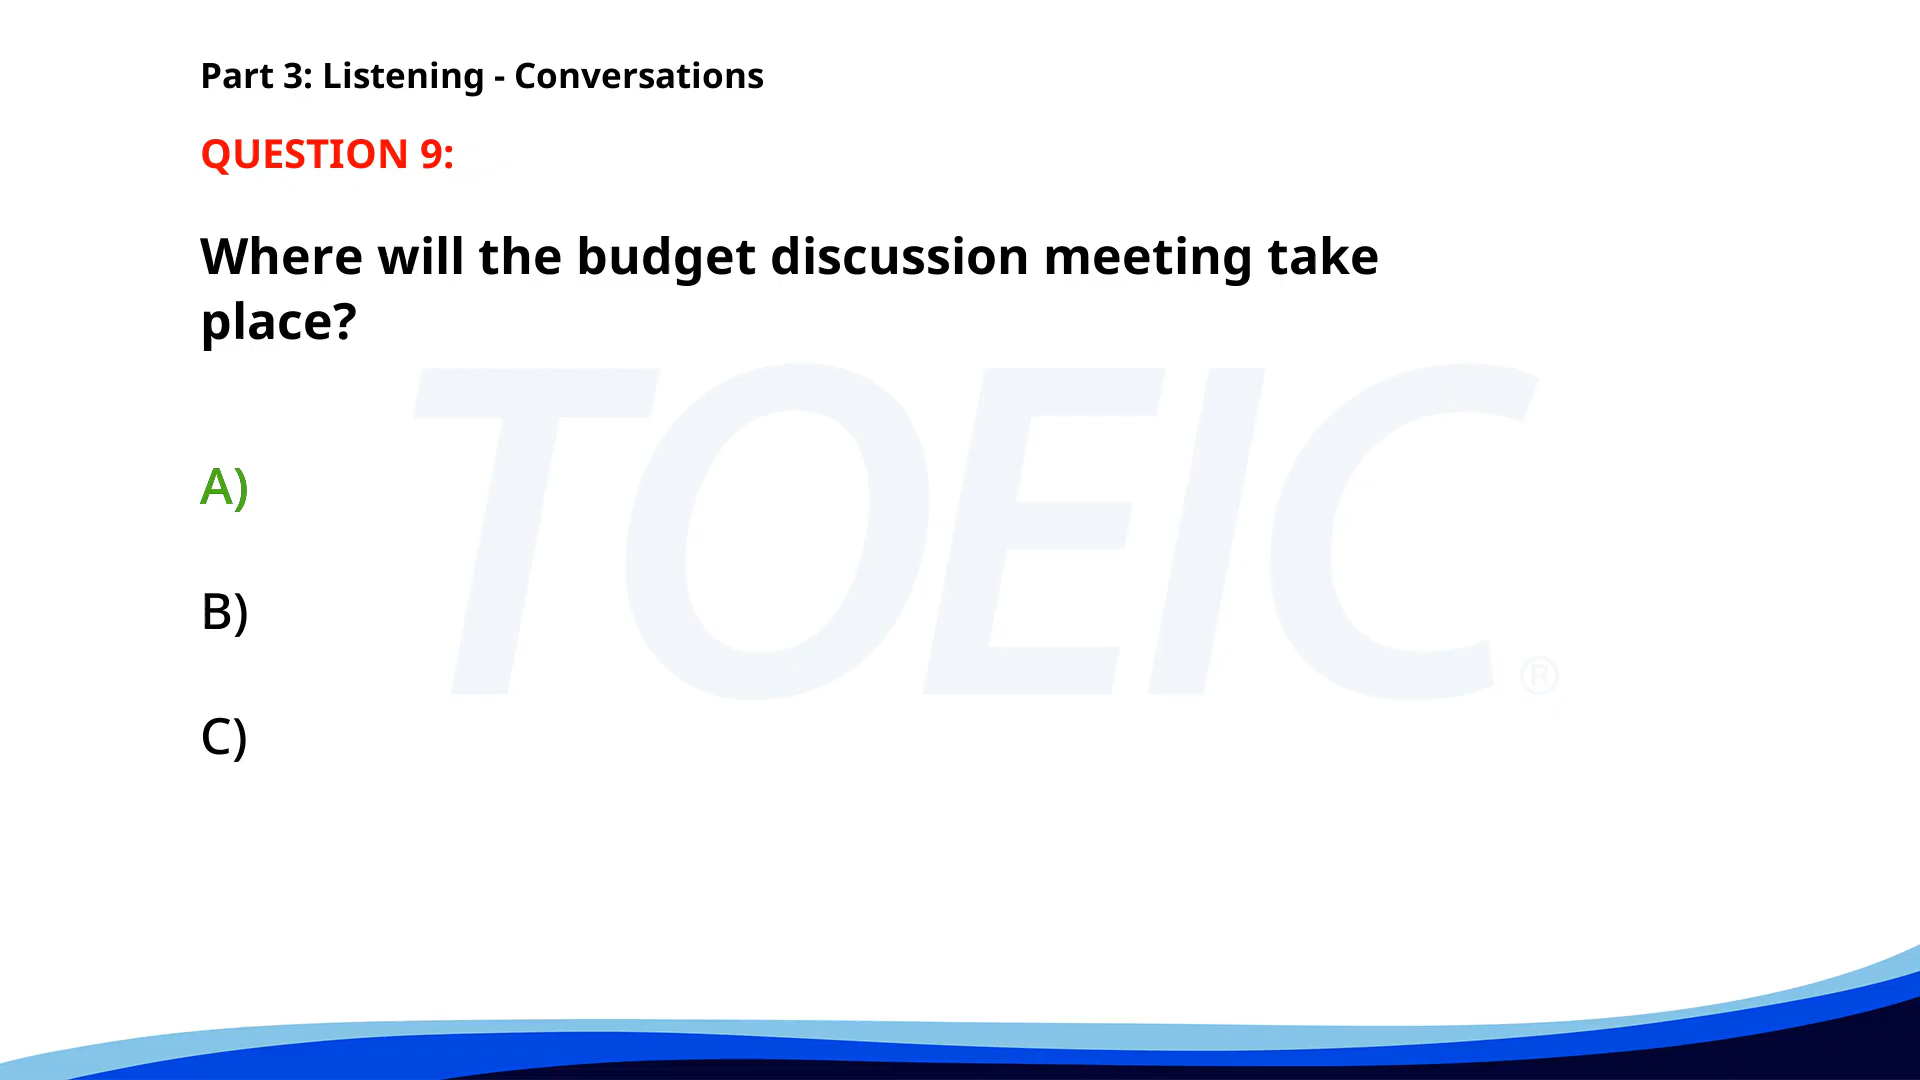 Part 3: Listening - Conversations
QUESTION 9:
Where will the budget discussion meeting take
place?
TOEIC®
A)
B)
C)